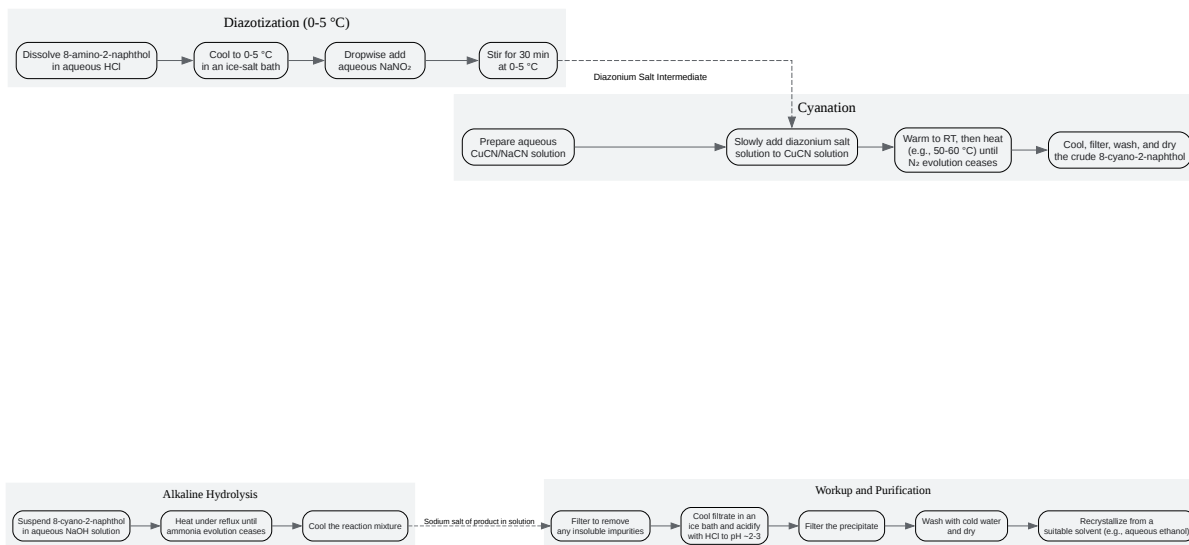 Diazotization (0-5 °C)
Dissolve 8-amino-2-naphthol
in aqueous HCl
Cool to 0-5 °C
in an ice-salt bath
Dropwise add
aqueous NaNO₂
Stir for 30 min
at 0-5 °C
Diazonium Salt Intermediate
Cyanation
Prepare aqueous
CuCN/NaCN solution
Slowly add diazonium salt
solution to CuCN solution
Warm to RT, then heat
(e.g., 50-60 °C) until
N₂ evolution ceases
Cool, filter, wash, and dry
the crude 8-cyano-2-naphthol
Alkaline Hydrolysis
Suspend 8-cyano-2-naphthol
in aqueous NaOH solution
Heat under reflux until
ammonia evolution ceases
Cool the reaction mixture
Sodium salt of product in solution
Workup and Purification
Filter to remove
any insoluble impurities
Cool filtrate in an
ice bath and acidify
with HCl to pH ~2-3
Filter the precipitate
Wash with cold water
and dry
Recrystallize from a
suitable solvent (e.g., aqueous ethanol)